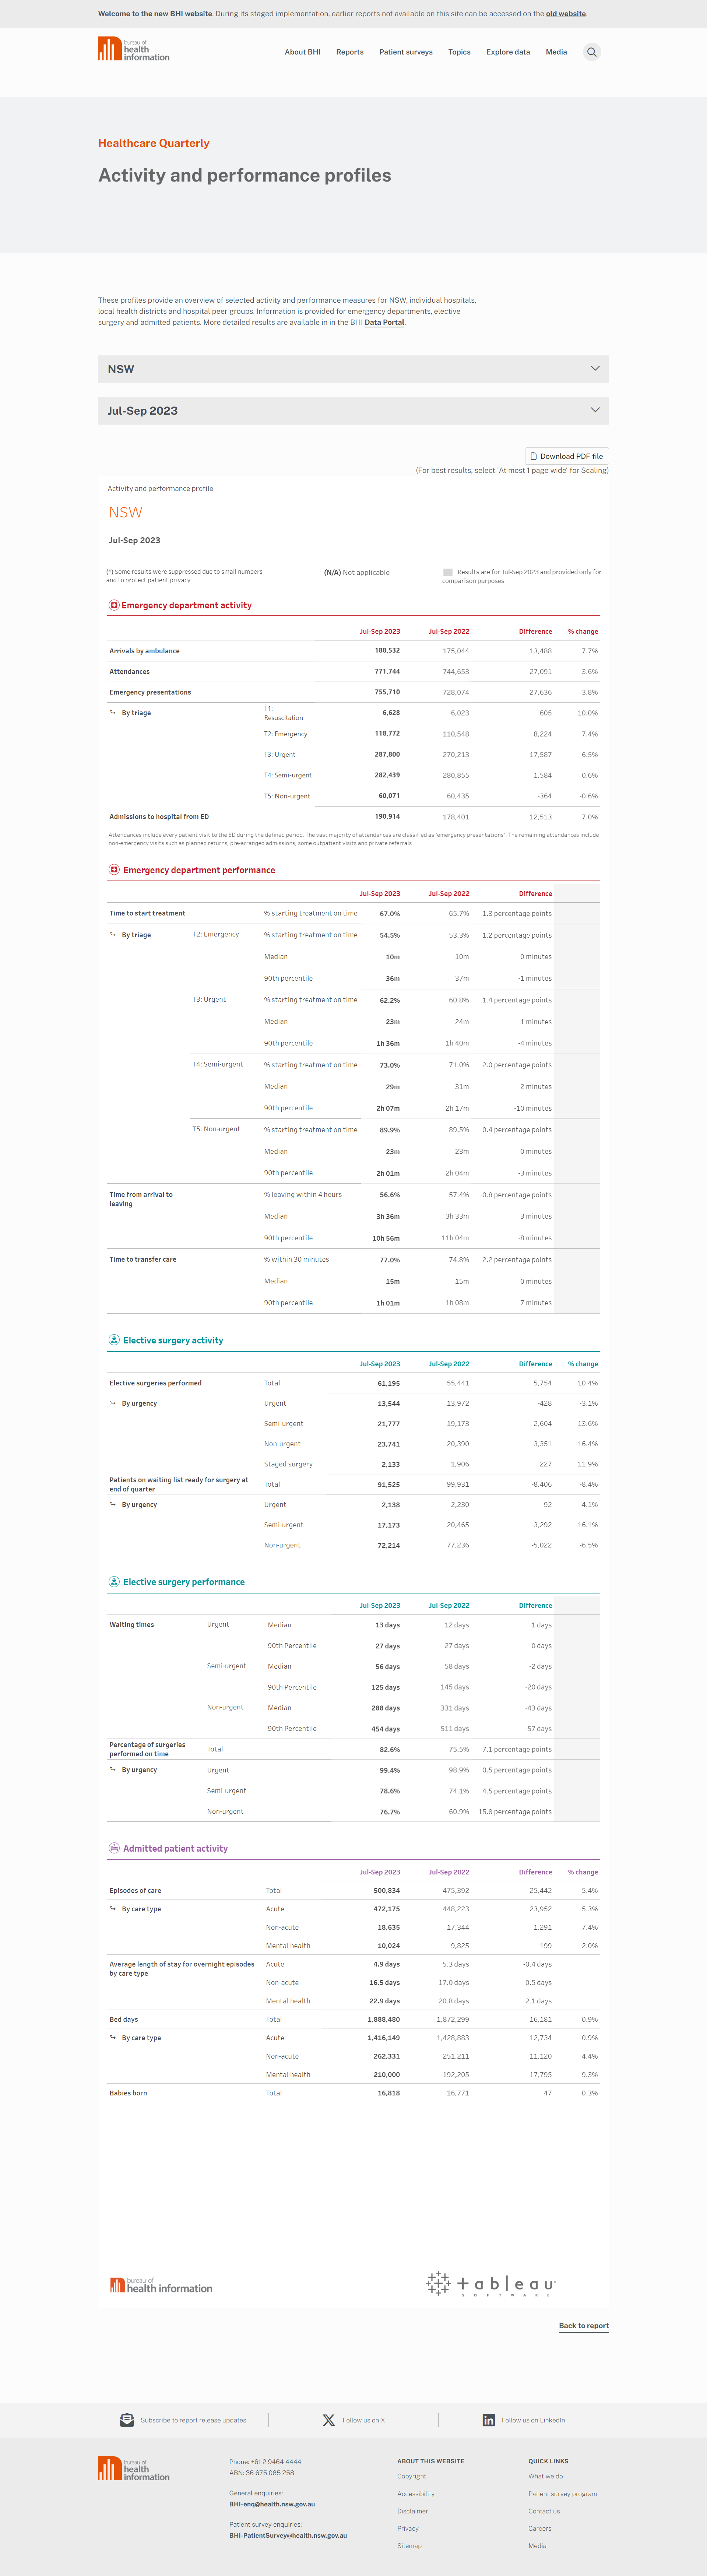 Welcome to the new BHI website. During its staged implementation, earlier reports not available on this site can be accessed on the old website.
bureau of
health
information
About BHI Reports Patient surveys Topics Explore data Media
Healthcare Quarterly
Activity and performance profiles
These profiles provide an overview of selected activity and performance measures for NSW, individual hospitals,
local health districts and hospital peer groups. Information is provided for emergency departments, elective
surgery and admitted patients. More detailed results are available in in the BHI Data Portal.
NSW
Jul-Sep 2023
Download PDF file
(For best results, select 'At most 1 page wide' for Scaling)
Activity and performance profile
NSW
Jul-Sep 2023
(*) Some results were suppressed due to small numbers
and to protect patient privacy
(N/A) Not applicable
Results are for Jul-Sep 2023 and provided only for
comparison purposes
Emergency department activity
Jul-Sep 2023 Jul-Sep 2022 Difference % change
Arrivals by ambulance 188,532 175,044 13,488 7.7%
Attendances 771,744 744,653 27,091 3.6%
Emergency presentations 755,710 728,074 27,636 3.8%
↳ By triage T1:
Resuscitation 6,628 6,023 605 10.0%
T2: Emergency 118,772 110,548 8,224 7.4%
T3: Urgent 287,800 270,213 17,587 6.5%
T4: Semi-urgent 282,439 280,855 1,584 0.6%
T5: Non-urgent 60,071 60,435 -364 -0.6%
Admissions to hospital from ED 190,914 178,401 12,513 7.0%
Attendances include every patient visit to the ED during the defined period. The vast majority of attendances are classified as 'emergency presentations'. The remaining attendances include
non-emergency visits such as planned returns, pre-arranged admissions, some outpatient visits and private referrals
Emergency department performance
Jul-Sep 2023 Jul-Sep 2022 Difference
Time to start treatment % starting treatment on time 67.0% 65.7% 1.3 percentage points
↳ By triage T2: Emergency % starting treatment on time 54.5% 53.3% 1.2 percentage points
Median 10m 10m 0 minutes
90th percentile 36m 37m -1 minutes
T3: Urgent % starting treatment on time 62.2% 60.8% 1.4 percentage points
Median 23m 24m -1 minutes
90th percentile 1h 36m 1h 40m -4 minutes
T4: Semi-urgent % starting treatment on time 73.0% 71.0% 2.0 percentage points
Median 29m 31m -2 minutes
90th percentile 2h 07m 2h 17m -10 minutes
T5: Non-urgent % starting treatment on time 89.9% 89.5% 0.4 percentage points
Median 23m 23m 0 minutes
90th percentile 2h 01m 2h 04m -3 minutes
Time from arrival to
leaving % leaving within 4 hours 56.6% 57.4% -0.8 percentage points
Median 3h 36m 3h 33m 3 minutes
90th percentile 10h 56m 11h 04m -8 minutes
Time to transfer care % within 30 minutes 77.0% 74.8% 2.2 percentage points
Median 15m 15m 0 minutes
90th percentile 1h 01m 1h 08m -7 minutes
Elective surgery activity
Jul-Sep 2023 Jul-Sep 2022 Difference % change
Elective surgeries performed Total 61,195 55,441 5,754 10.4%
↳ By urgency Urgent 13,544 13,972 -428 -3.1%
Semi-urgent 21,777 19,173 2,604 13.6%
Non-urgent 23,741 20,390 3,351 16.4%
Staged surgery 2,133 1,906 227 11.9%
Patients on waiting list ready for surgery at
end of quarter Total 91,525 99,931 -8,406 -8.4%
↳ By urgency Urgent 2,138 2,230 -92 -4.1%
Semi-urgent 17,173 20,465 -3,292 -16.1%
Non-urgent 72,214 77,236 -5,022 -6.5%
Elective surgery performance
Jul-Sep 2023 Jul-Sep 2022 Difference
Waiting times Urgent Median 13 days 12 days 1 days
90th Percentile 27 days 27 days 0 days
Semi-urgent Median 56 days 58 days -2 days
90th Percentile 125 days 145 days -20 days
Non-urgent Median 288 days 331 days -43 days
90th Percentile 454 days 511 days -57 days
Percentage of surgeries
performed on time Total 82.6% 75.5% 7.1 percentage points
↳ By urgency Urgent 99.4% 98.9% 0.5 percentage points
Semi-urgent 78.6% 74.1% 4.5 percentage points
Non-urgent 76.7% 60.9% 15.8 percentage points
Admitted patient activity
Jul-Sep 2023 Jul-Sep 2022 Difference % change
Episodes of care Total 500,834 475,392 25,442 5.4%
↳ By care type Acute 472,175 448,223 23,952 5.3%
Non-acute 18,635 17,344 1,291 7.4%
Mental health 10,024 9,825 199 2.0%
Average length of stay for overnight episodes
by care type Acute 4.9 days 5.3 days -0.4 days
Non-acute 16.5 days 17.0 days -0.5 days
Mental health 22.9 days 20.8 days 2.1 days
Bed days Total 1,888,480 1,872,299 16,181 0.9%
↳ By care type Acute 1,416,149 1,428,883 -12,734 -0.9%
Non-acute 262,331 251,211 11,120 4.4%
Mental health 210,000 192,205 17,795 9.3%
Babies born Total 16,818 16,771 47 0.3%
bureau of
health information
+ableau
SOFTWARE
Back to report
Subscribe to report release updates
Follow us on X
Follow us on LinkedIn
bureau of
health
information
Phone: +61 2 9464 4444
ABN: 36 675 085 258
General enquiries:
BHI-enq@health.nsw.gov.au
Patient survey enquiries:
BHI-PatientSurvey@health.nsw.gov.au
ABOUT THIS WEBSITE
Copyright
Accessibility
Disclaimer
Privacy
Sitemap
QUICK LINKS
What we do
Patient survey program
Contact us
Careers
Media